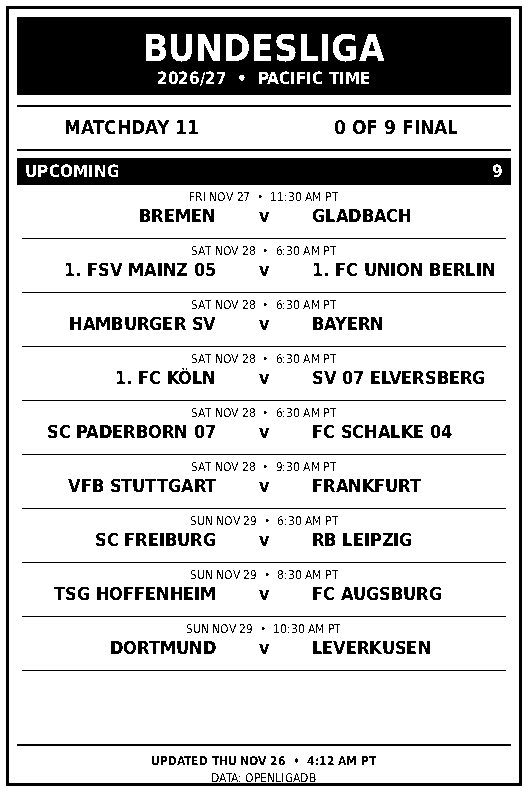 BUNDESLIGA
2026/27 • PACIFIC TIME
MATCHDAY 11 0 OF 9 FINAL
UPCOMING 9
FRI NOV 27 • 11:30 AM PT
BREMEN v GLADBACH
SAT NOV 28 • 6:30 AM PT
1. FSV MAINZ 05 v 1. FC UNION BERLIN
SAT NOV 28 • 6:30 AM PT
HAMBURGER SV v BAYERN
SAT NOV 28 • 6:30 AM PT
1. FC KÖLN v SV 07 ELVERSBERG
SAT NOV 28 • 6:30 AM PT
SC PADERBORN 07 v FC SCHALKE 04
SAT NOV 28 • 9:30 AM PT
VFB STUTTGART v FRANKFURT
SUN NOV 29 • 6:30 AM PT
SC FREIBURG v RB LEIPZIG
SUN NOV 29 • 8:30 AM PT
TSG HOFFENHEIM v FC AUGSBURG
SUN NOV 29 • 10:30 AM PT
DORTMUND v LEVERKUSEN
UPDATED THU NOV 26 • 4:12 AM PT
DATA: OPENLIGADB